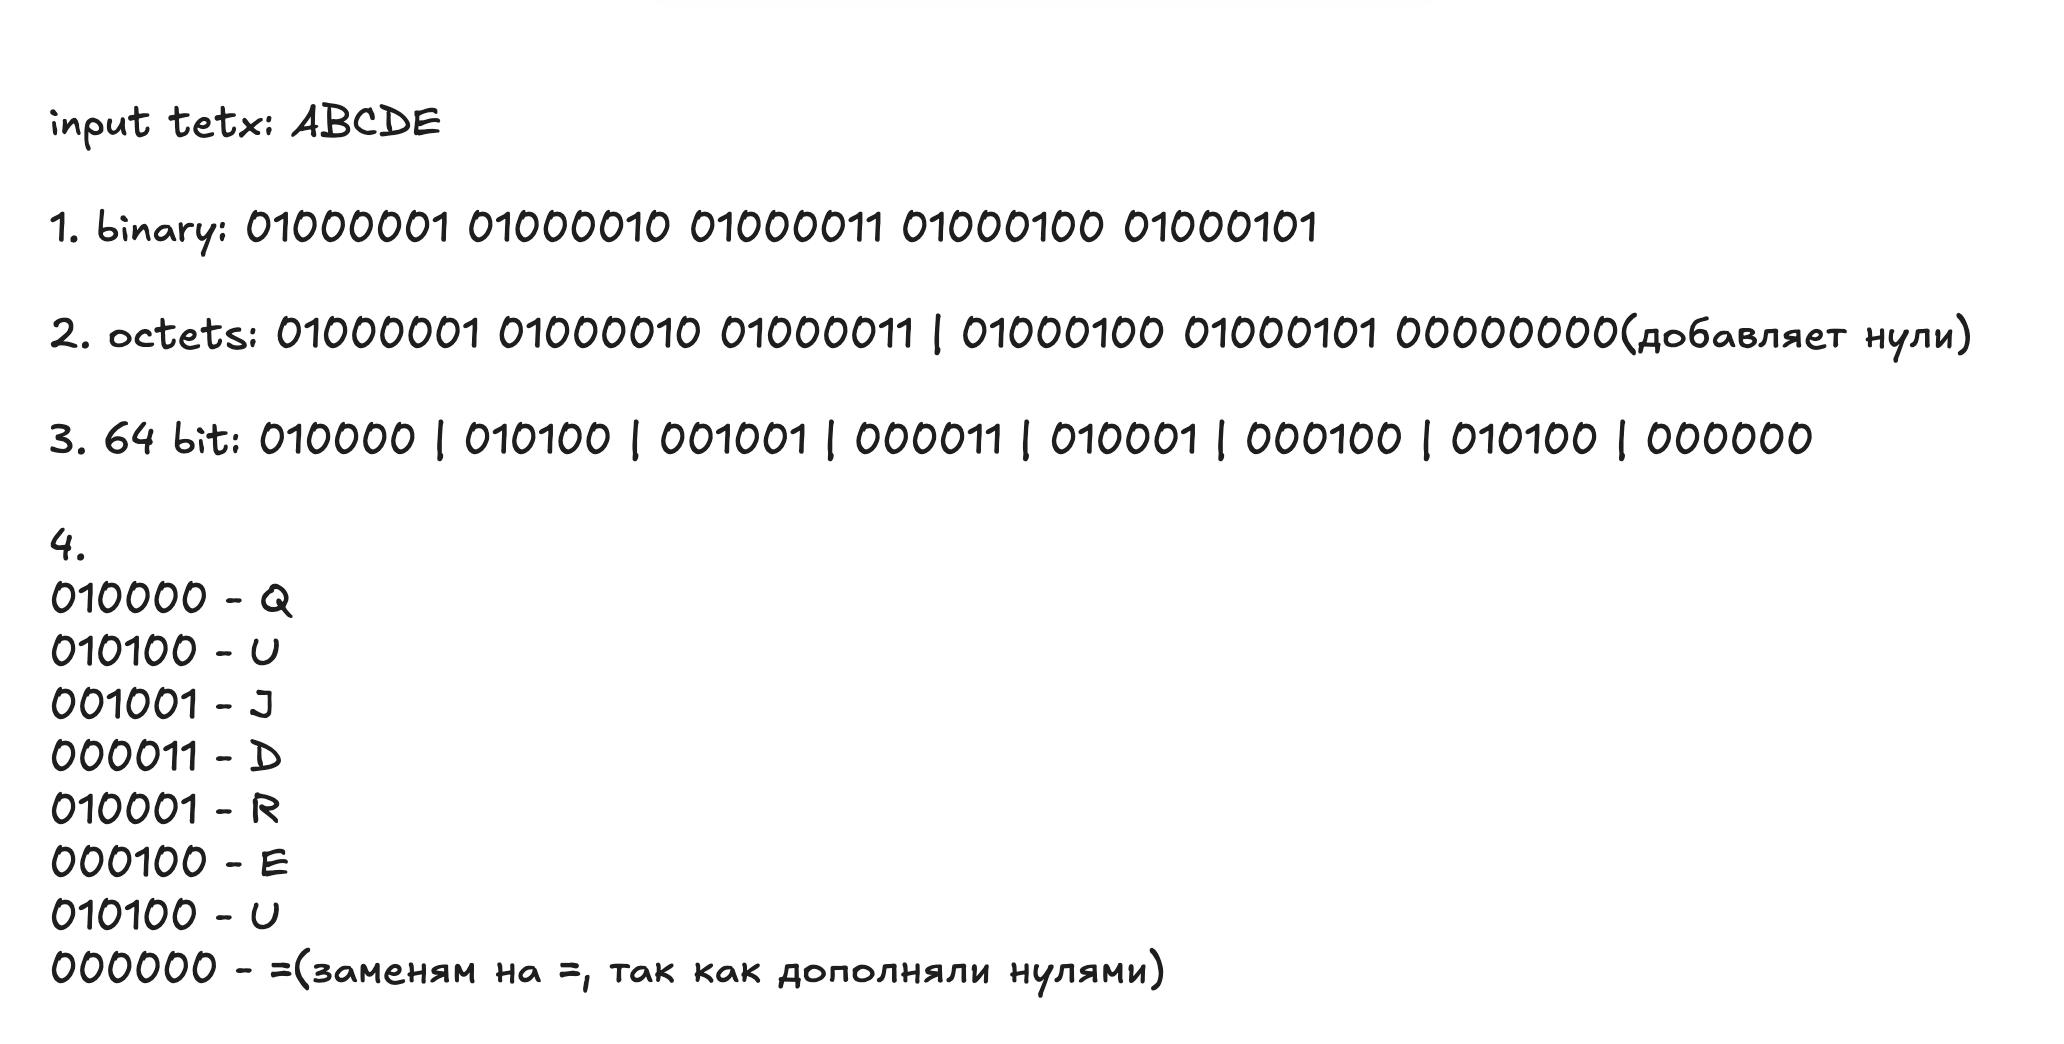 input tetx: ABCDE
1. binary: 01000001 01000010 01000011 01000100 01000101
2. octets: 01000001 01000010 01000011 | 01000100 01000101 00000000(добавляет нули)
3. 64 bit: 010000 | 010100 | 001001 | 000011 | 010001 | 000100 | 010100 | 000000
4.
010000 - Q
010100 - U
001001 - J
000011 - D
010001 - R
000100 - E
010100 - U
000000 - =(заменям на =, так как дополняли нулями)